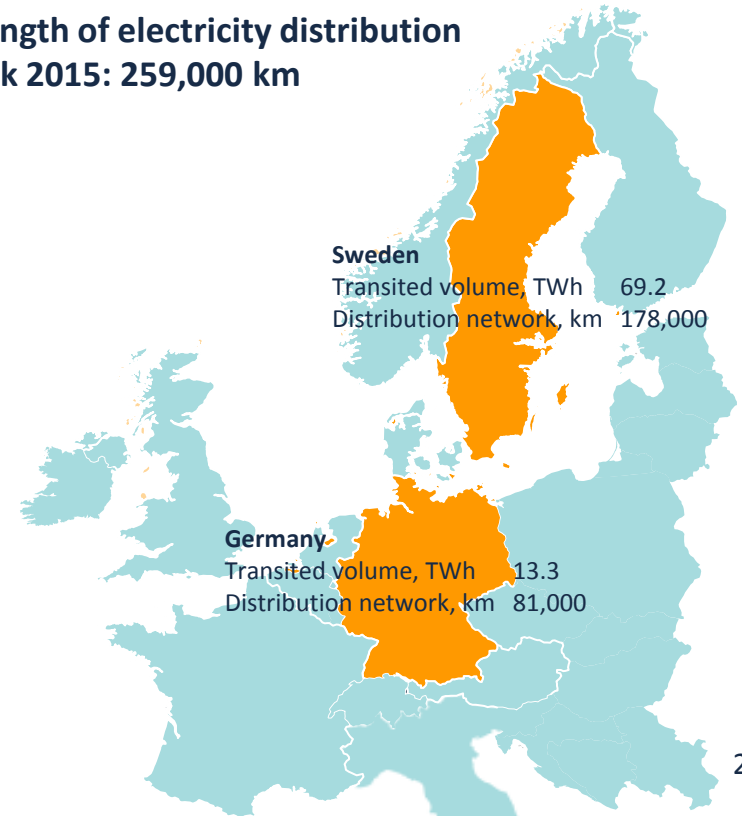 ngth of electricity distribution
k 2015: 259,000 km
Sweden
Transited volume, TWh 69.2
Distribution network, km 178,000
Germany
Transited volume, TWh 13.3
Distribution network, km 81,000
2